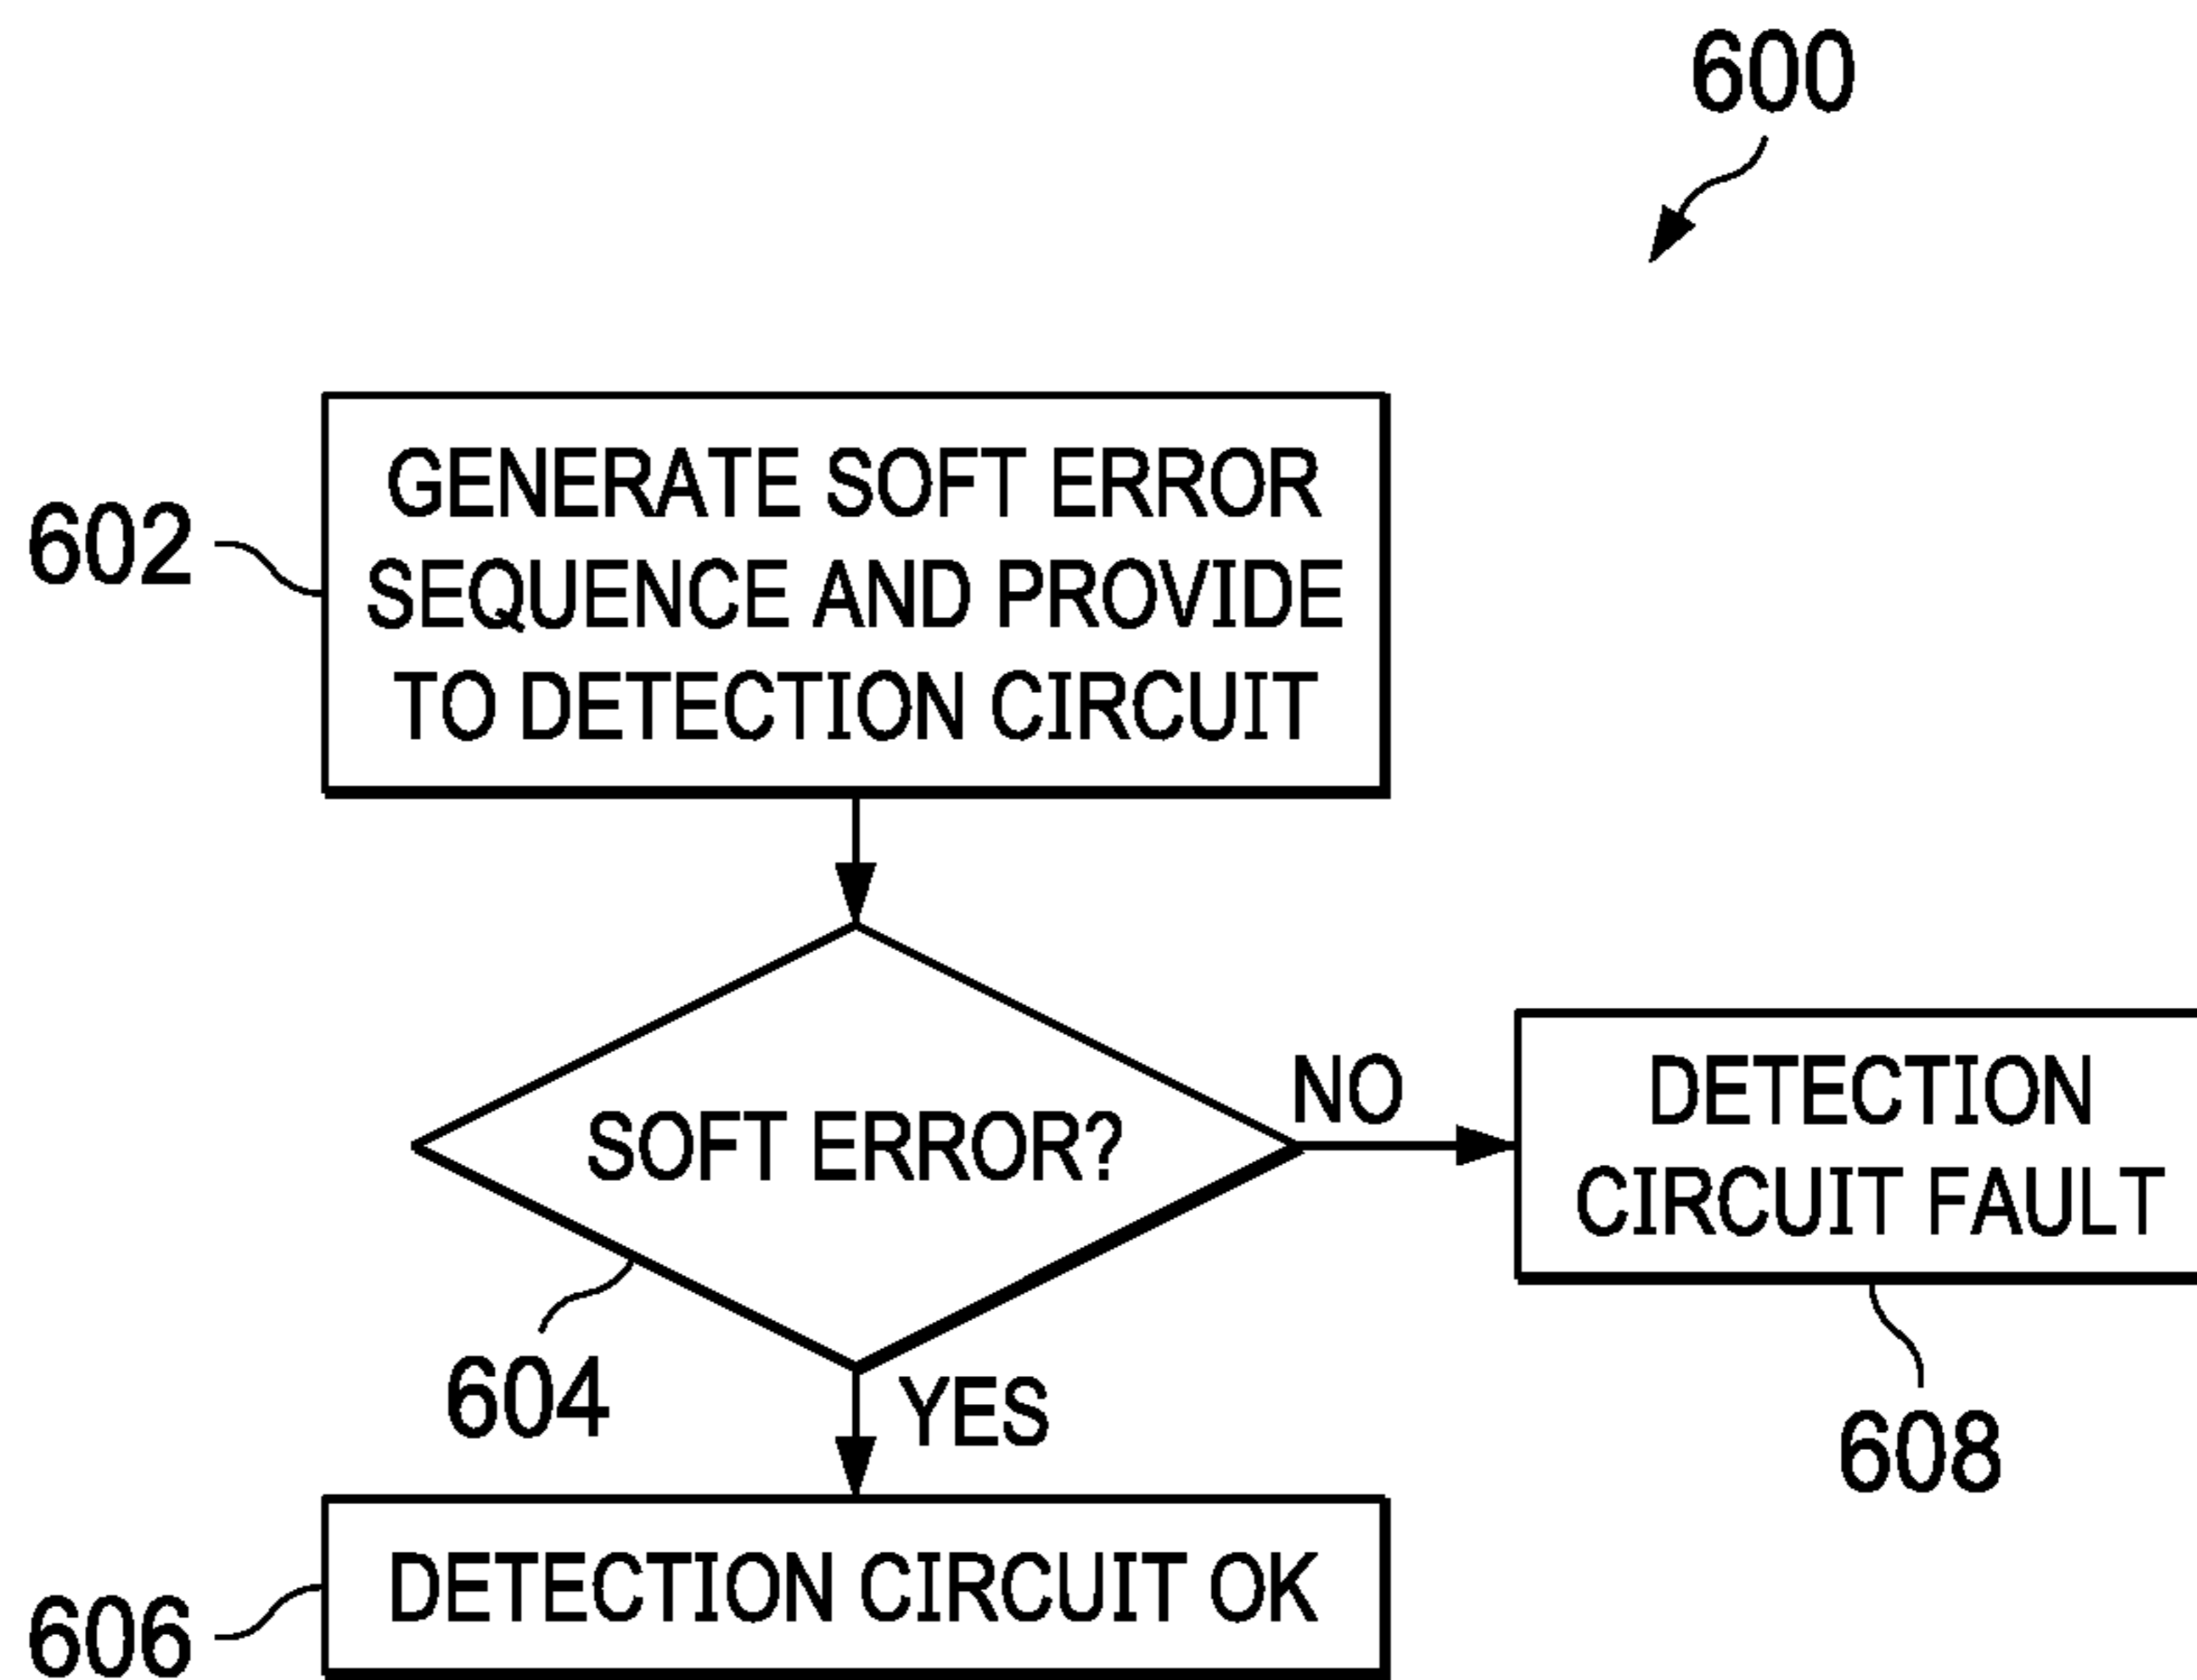 600
GENERATE SOFT ERROR
602
SEQUENCE AND PROVIDE
TO DETECTION CIRCUIT
NO
DETECTION
SOFT ERROR?
CIRCUIT FAULT
604
YES
608
DETECTION CIRCUIT OK
606